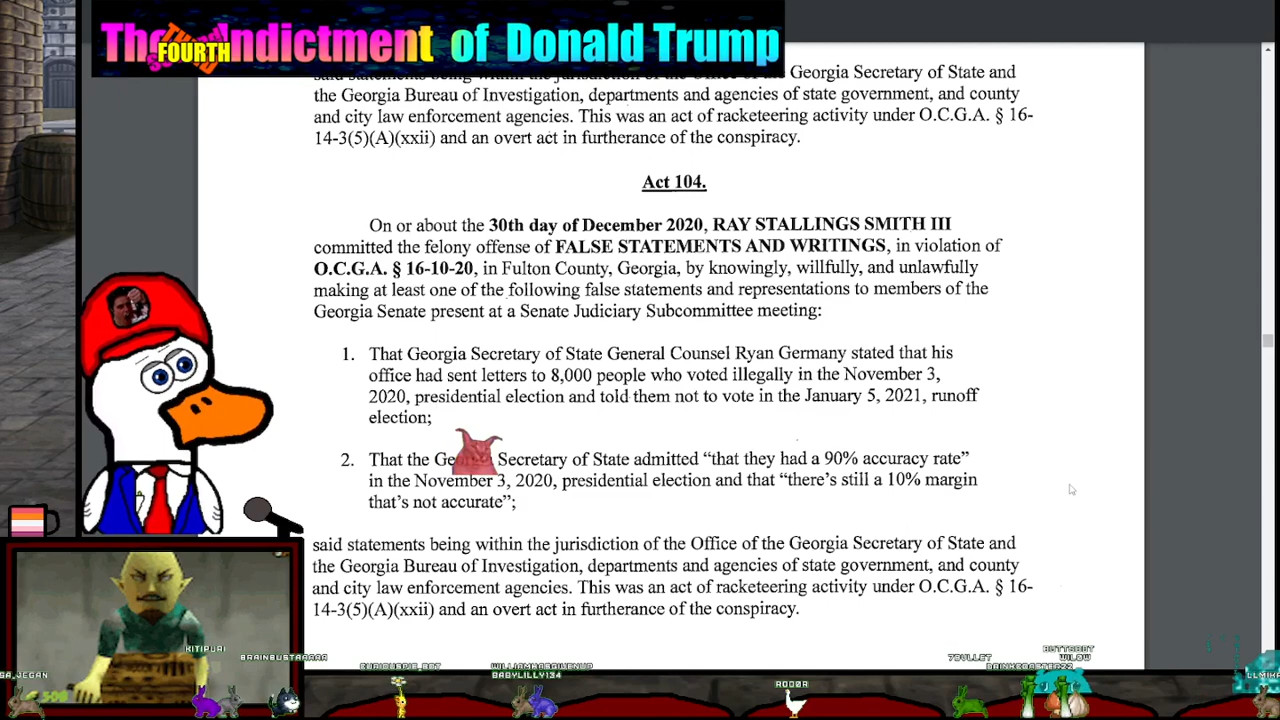 The FOURTH Indictment of Donald Trump
said statements being within the jurisdiction of the Office of the Georgia Secretary of State and
the Georgia Bureau of Investigation, departments and agencies of state government, and county
and city law enforcement agencies. This was an act of racketeering activity under O.C.G.A. § 16-
14-3(5)(A)(xxii) and an overt act in furtherance of the conspiracy.
Act 104.
On or about the 30th day of December 2020, RAY STALLINGS SMITH III
committed the felony offense of FALSE STATEMENTS AND WRITINGS, in violation of
O.C.G.A. § 16-10-20, in Fulton County, Georgia, by knowingly, willfully, and unlawfully
making at least one of the following false statements and representations to members of the
Georgia Senate present at a Senate Judiciary Subcommittee meeting:
1. That Georgia Secretary of State General Counsel Ryan Germany stated that his
office had sent letters to 8,000 people who voted illegally in the November 3,
2020, presidential election and told them not to vote in the January 5, 2021, runoff
election;
2. That the Georgia Secretary of State admitted “that they had a 90% accuracy rate”
in the November 3, 2020, presidential election and that “there’s still a 10% margin
that’s not accurate”;
said statements being within the jurisdiction of the Office of the Georgia Secretary of State and
the Georgia Bureau of Investigation, departments and agencies of state government, and county
and city law enforcement agencies. This was an act of racketeering activity under O.C.G.A. § 16-
14-3(5)(A)(xxii) and an overt act in furtherance of the conspiracy.
KITIPURI
BUTTSBOT
7BULLET
WILOW
BABYLILLY134
RODOR
500